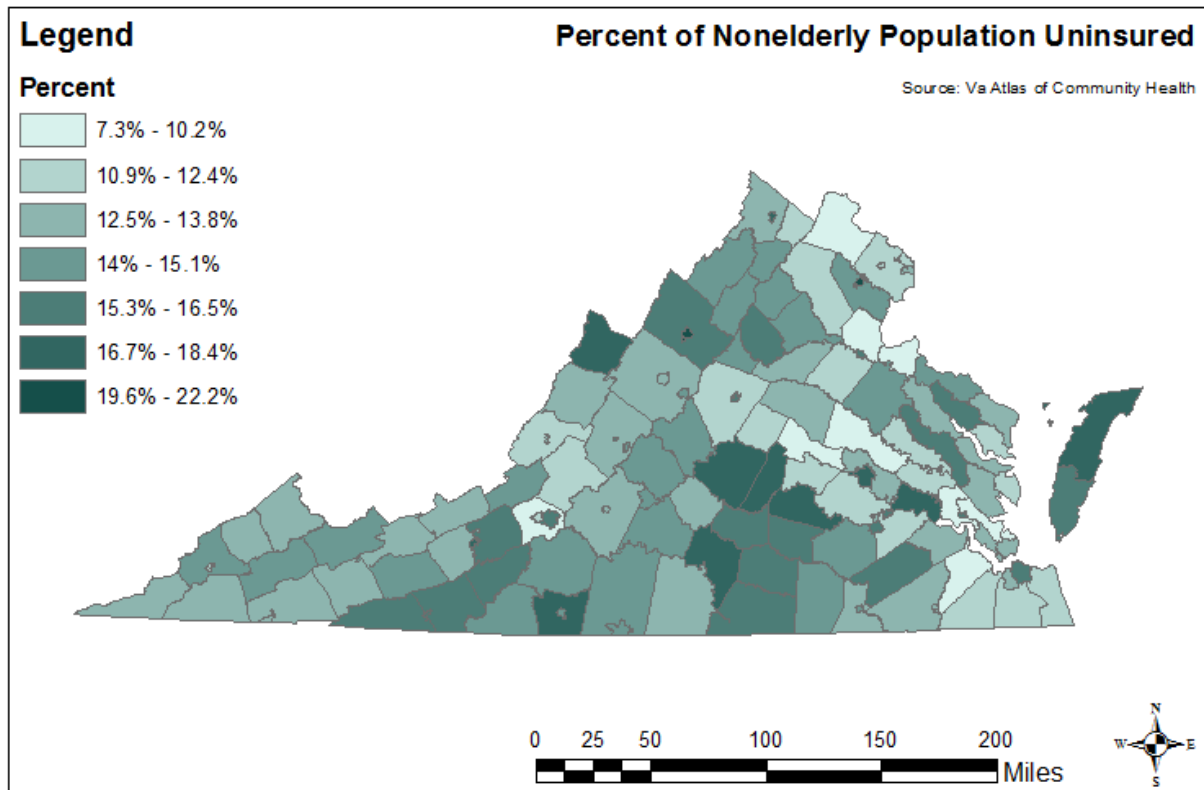 Legend
Percent of Nonelderly Population Uninsured
Percent
Source: Va Atlas of Community Health
7.3% - 10.2%
10.9% - 12.4%
12.5% - 13.8%
14% - 15.1%
15.3% - 16.5%
16.7% - 18.4%
19.6% - 22.2%
0 25 50 100 150 200
Miles
N
W E
S